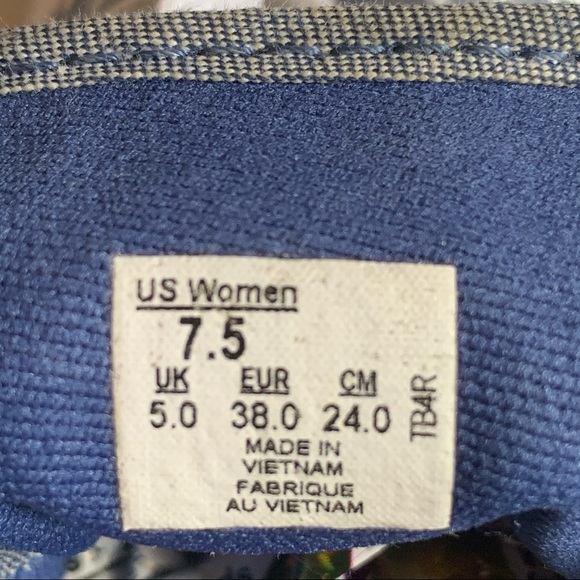 US Women
7.5
UK EUR CM
5.0 38.0 24.0
TB4R
MADE IN
VIETNAM
FABRIQUE
AU VIETNAM